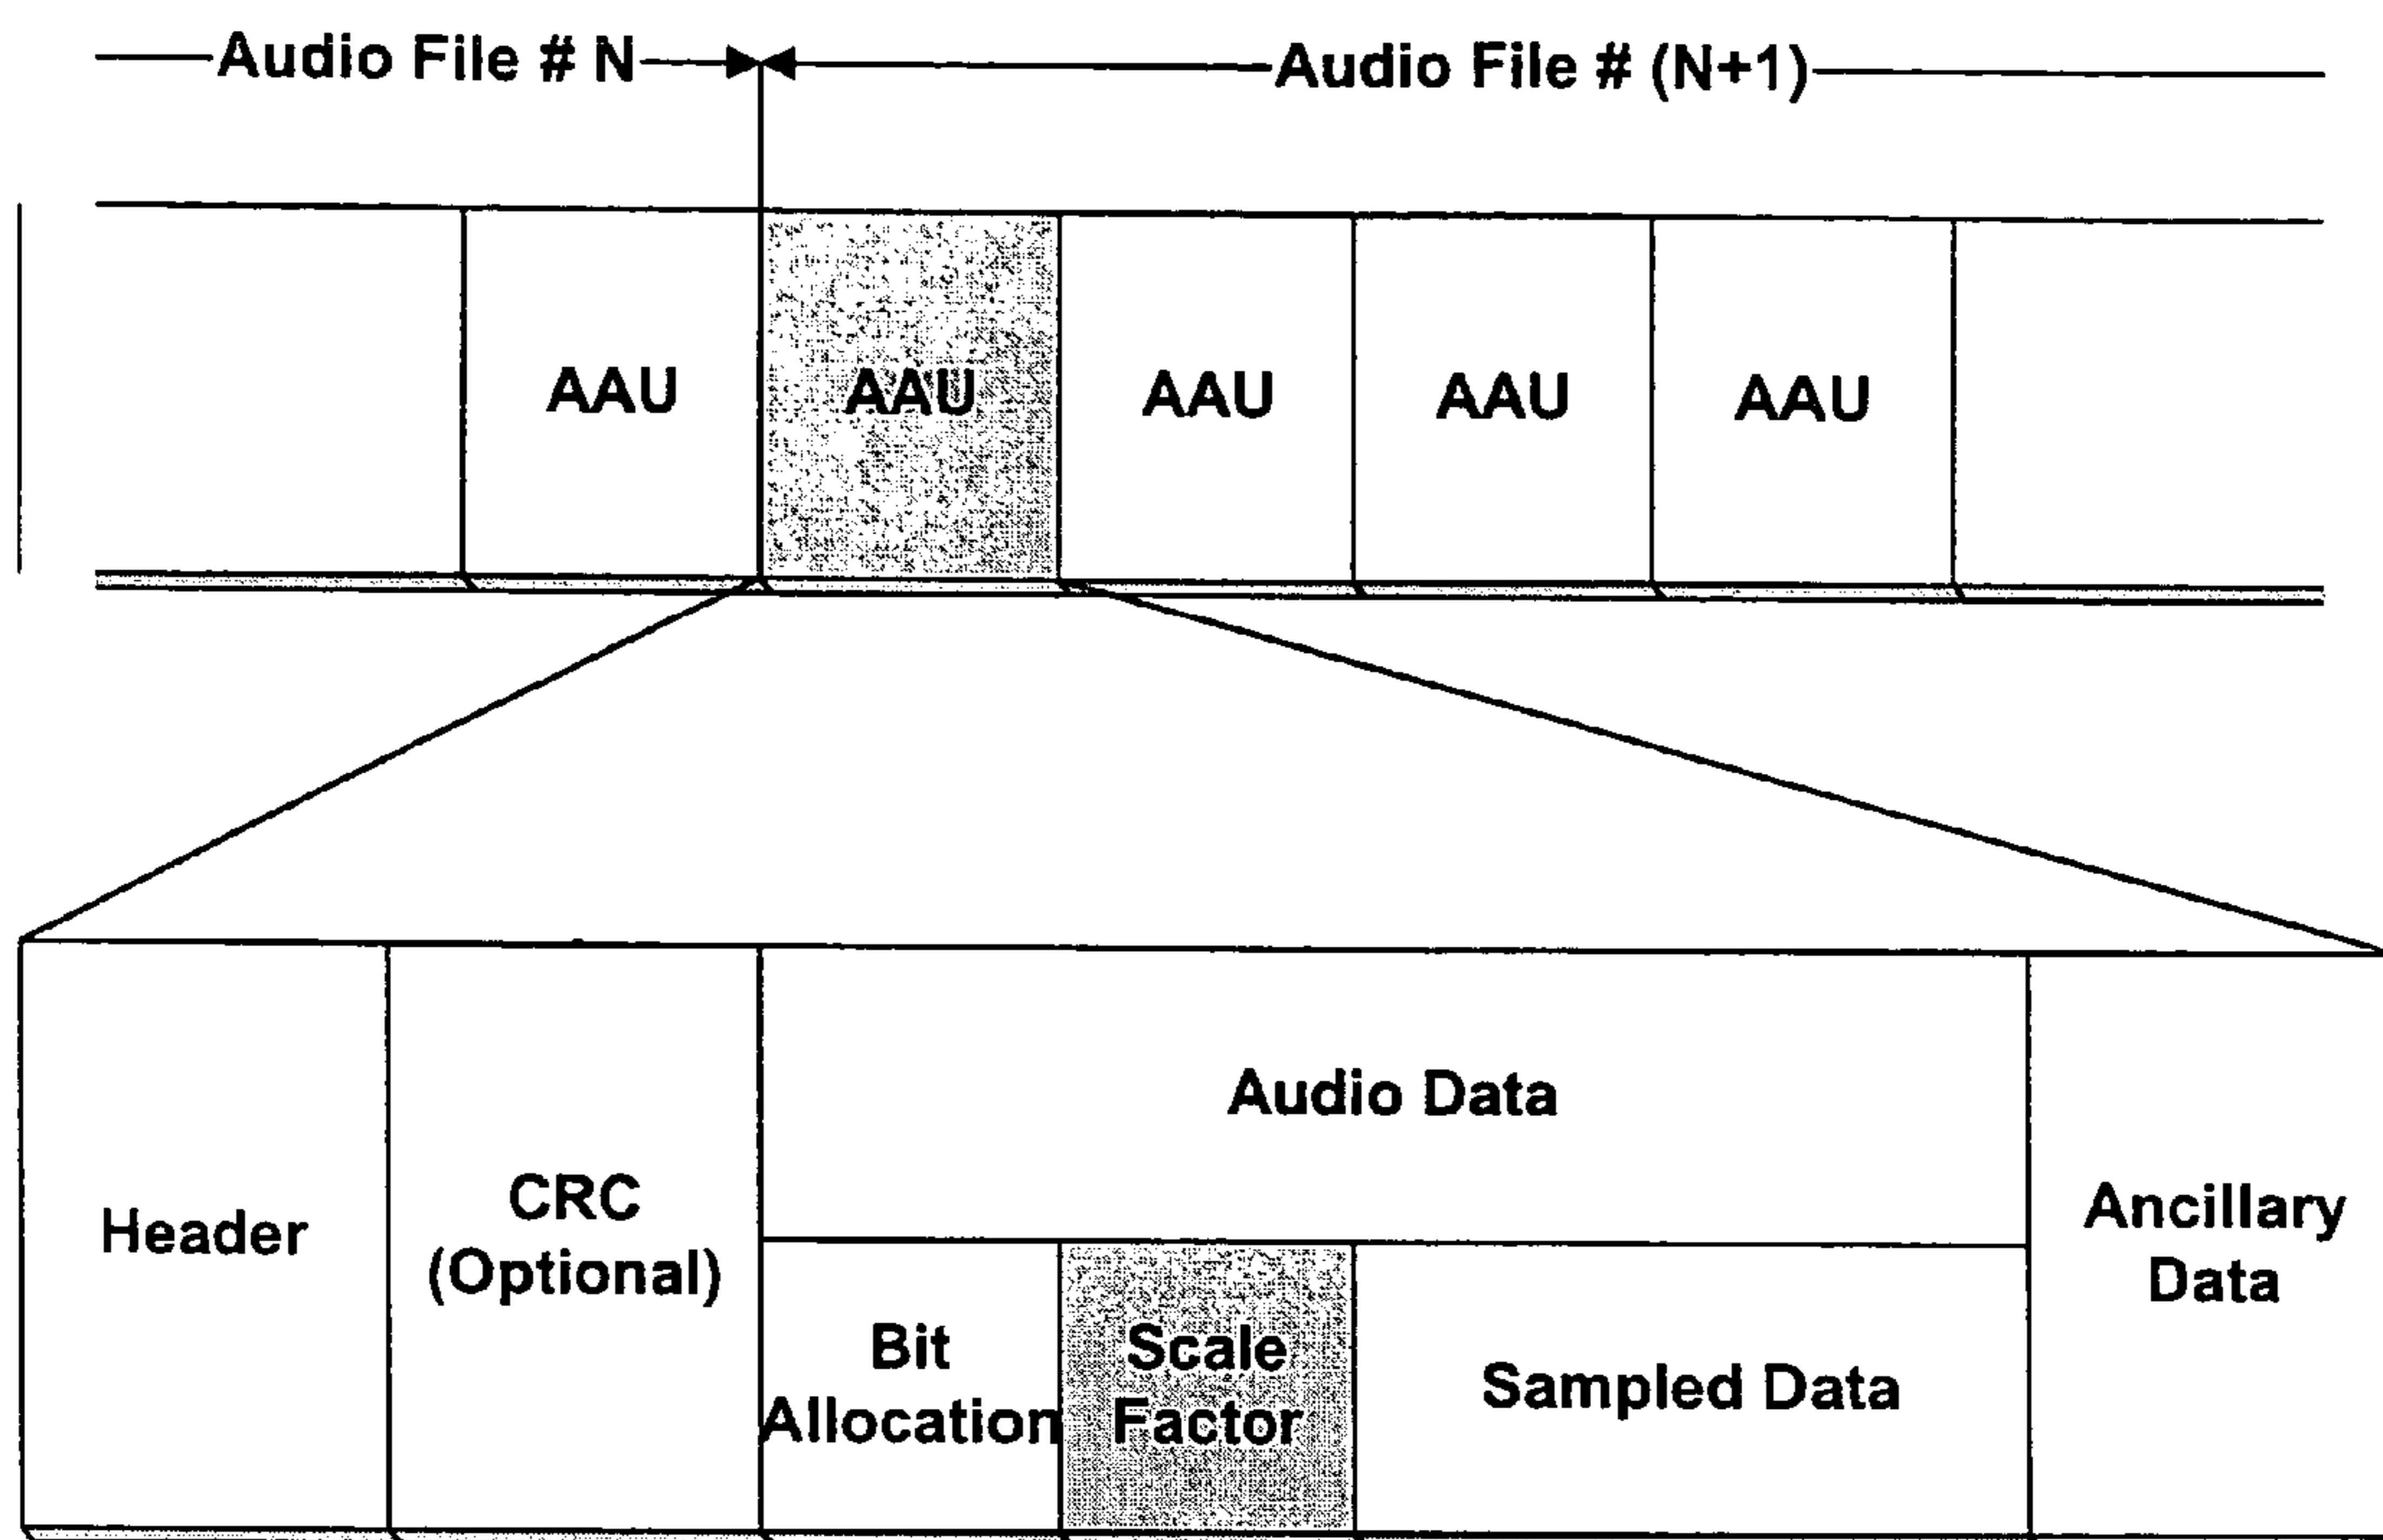 Audio File # N
Audio File # (N+1)
AAU
AAU
AAU
AAU
AAU
Header
CRC
(Optional)
Audio Data
Bit
Allocation
Scale
Factor
Sampled Data
Ancillary
Data